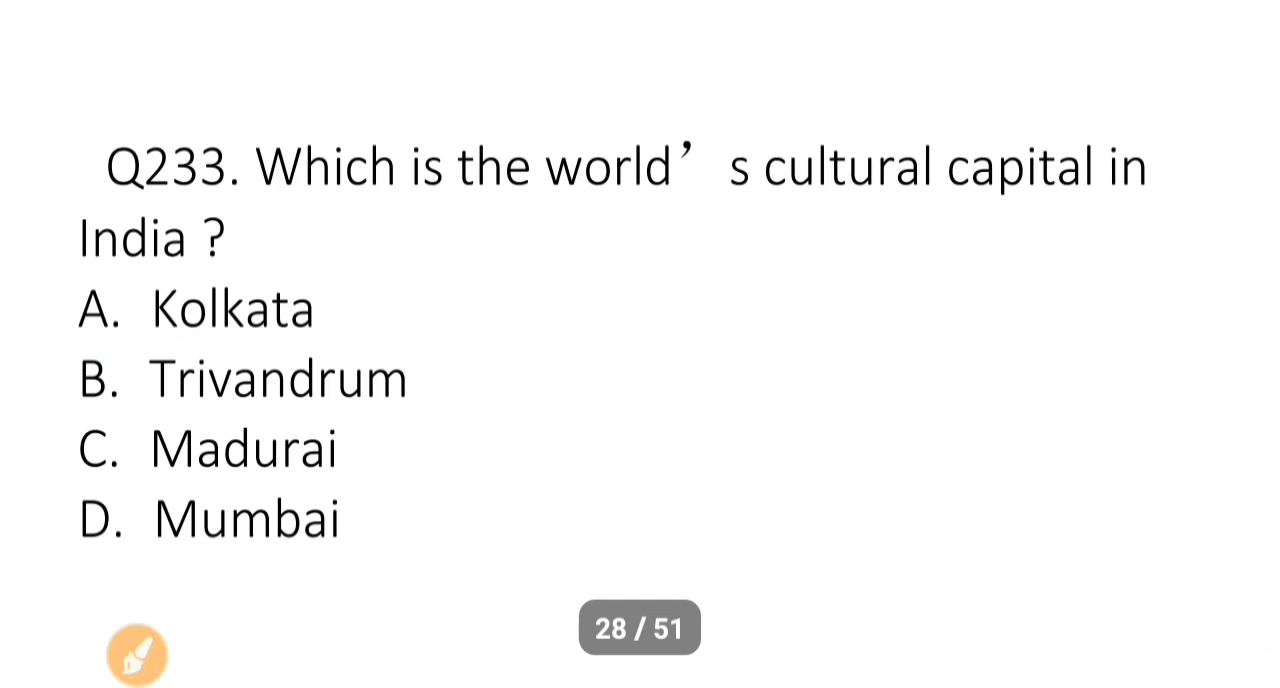 Q233. Which is the world’s cultural capital in
India ?
A. Kolkata
B. Trivandrum
C. Madurai
D. Mumbai
28 / 51